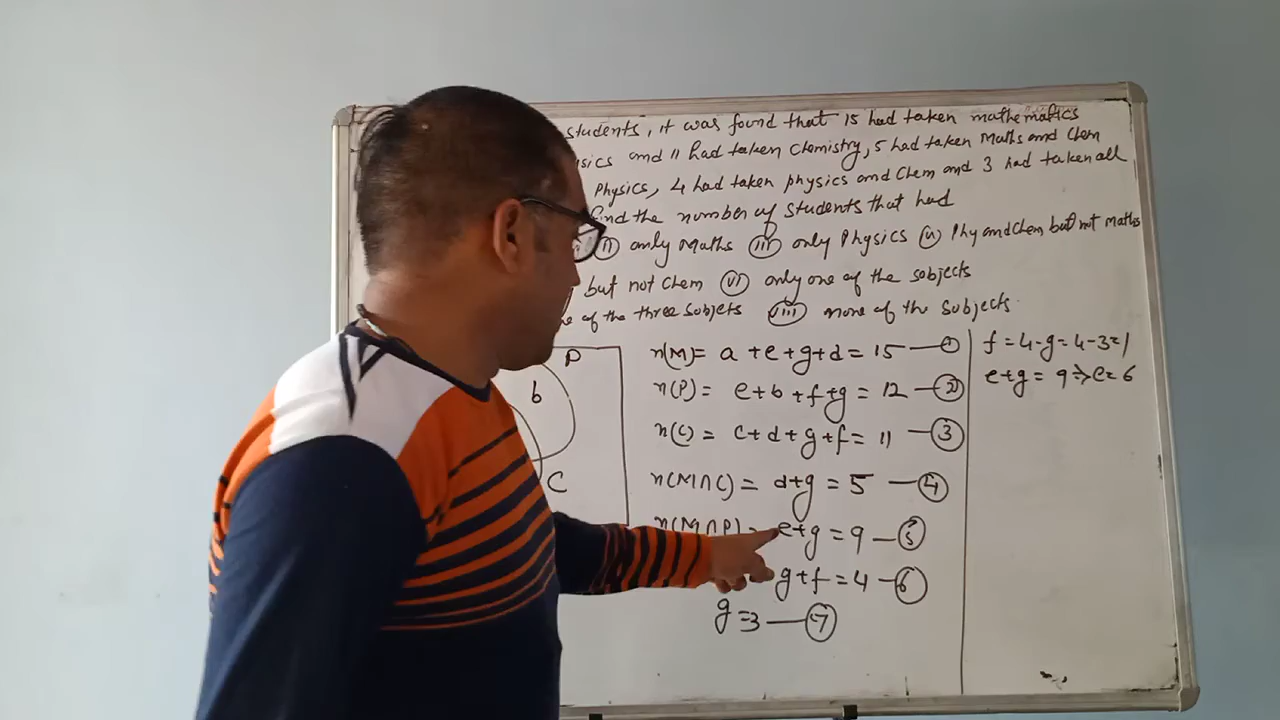 students, it was found that 15 had taken mathematics
sics and 11 had taken Chemistry, 5 had taken Maths and Chem
Physics, 4 had taken physics and Chem and 3 had taken all
find the number of students that had
(ii) only Maths (iii) only Physics Phy and Chem but not maths
but not Chem (vi) only one of the sobjects
of the three Subjets (viii) none of the subjects.
P
b
C
n(M) = a + e + g + d = 15 — (1)
n(P) = e + b + f + g = 12 — (2)
n(C) = c + d + g + f = 11 — (3)
n(M∩C) = d + g = 5 — (4)
n(M∩P) = e + g = 9 — (5)
g + f = 4 — (6)
g = 3 — (7)
f = 4 - g = 4 - 3 = 1
e + g = 9 ⇒ e = 6